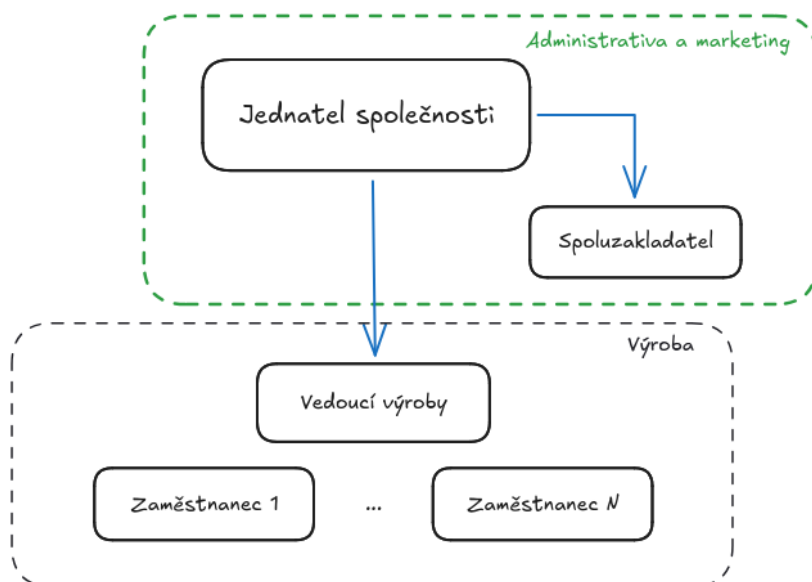 Administrativa a marketing
Jednatel společnosti
Spoluzakladatel
Výroba
Vedoucí výroby
Zaměstnanec 1
...
Zaměstnanec N